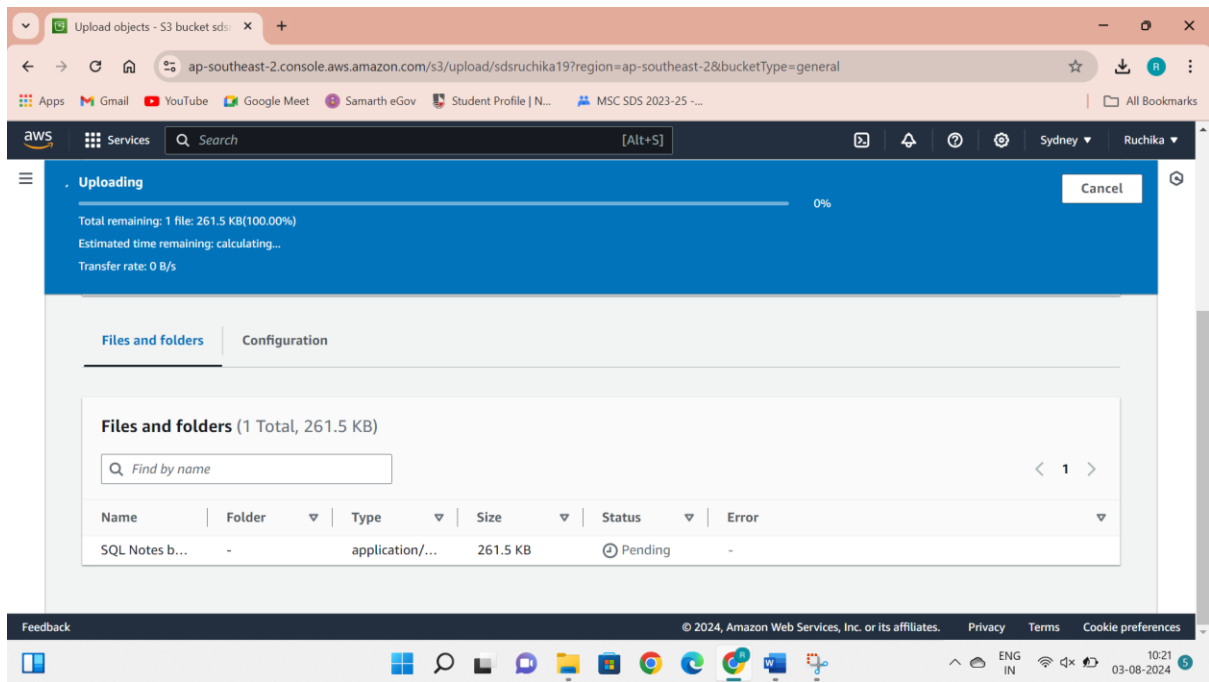 Upload objects - S3 bucket sds
ap-southeast-2.console.aws.amazon.com/s3/upload/sdsruchika19?region=ap-southeast-2&bucketType=general
R
Apps Gmail YouTube Google Meet Samarth eGov Student Profile | N... MSC SDS 2023-25 -... All Bookmarks
aws Services Search [Alt+S] Sydney Ruchika
Uploading
Cancel
0%
Total remaining: 1 file: 261.5 KB(100.00%)
Estimated time remaining: calculating...
Transfer rate: 0 B/s
Files and folders Configuration
Files and folders (1 Total, 261.5 KB)
Find by name
1
Name Folder Type Size Status Error
SQL Notes b... - application/... 261.5 KB Pending -
Feedback © 2024, Amazon Web Services, Inc. or its affiliates. Privacy Terms Cookie preferences
ENG 10:21
IN 03-08-2024 5